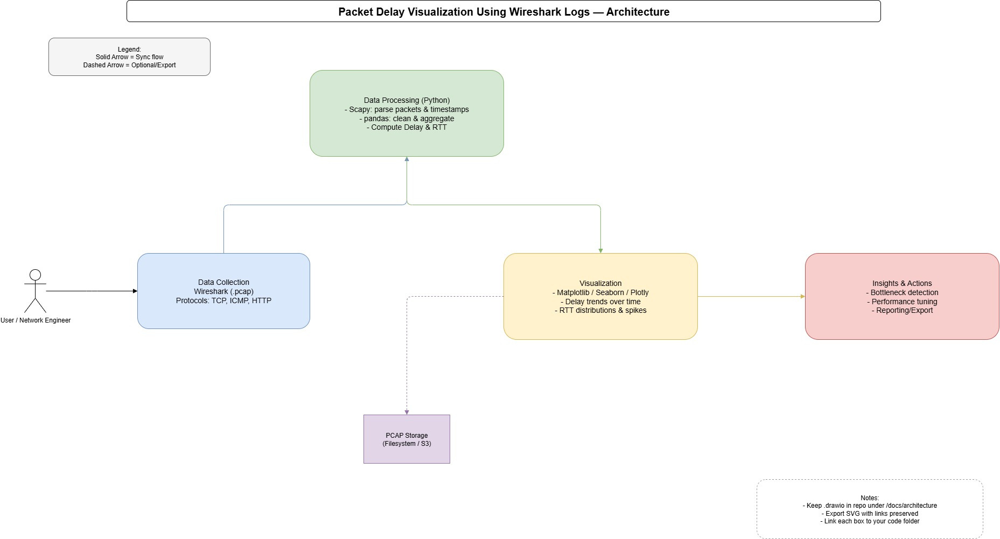 Packet Delay Visualization Using Wireshark Logs — Architecture
Legend:
Solid Arrow = Sync flow
Dashed Arrow = Optional/Export
Data Processing (Python)
- Scapy: parse packets & timestamps
- pandas: clean & aggregate
- Compute Delay & RTT
User / Network Engineer
Data Collection
Wireshark (.pcap)
Protocols: TCP, ICMP, HTTP
Visualization
- Matplotlib / Seaborn / Plotly
- Delay trends over time
- RTT distributions & spikes
Insights & Actions
- Bottleneck detection
- Performance tuning
- Reporting/Export
PCAP Storage
(Filesystem / S3)
Notes:
- Keep .drawio in repo under /docs/architecture
- Export SVG with links preserved
- Link each box to your code folder